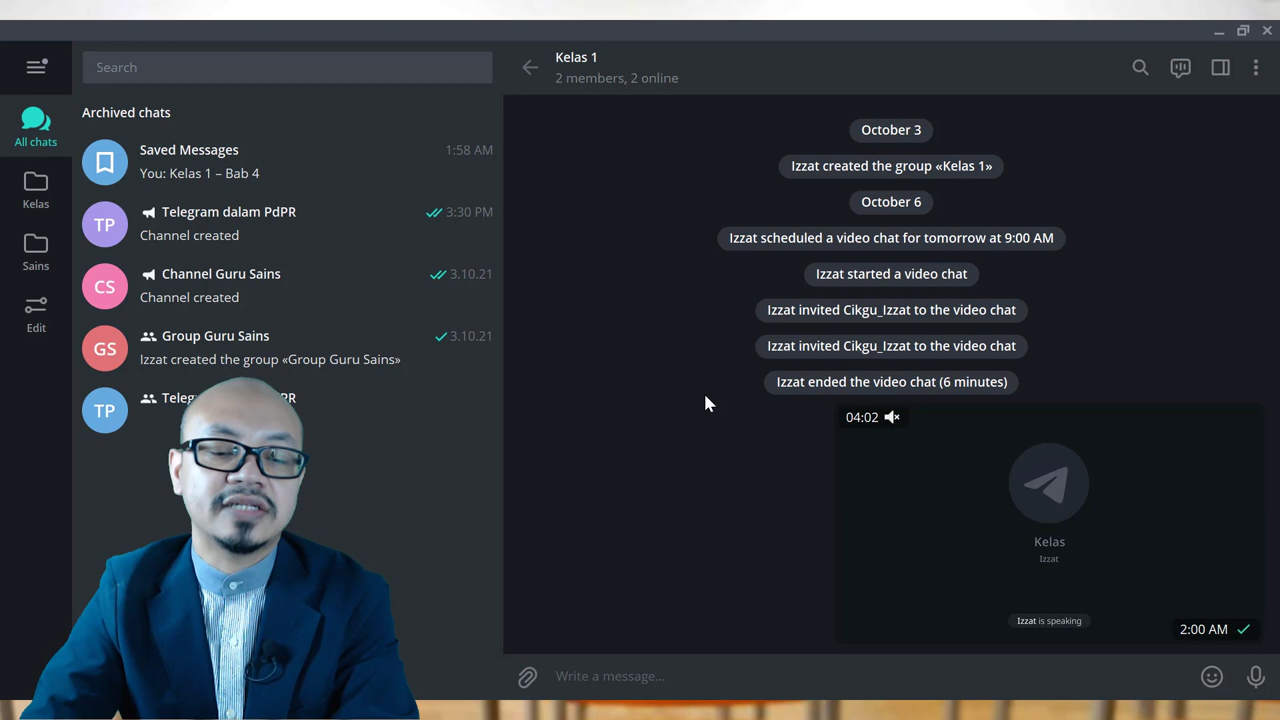 Search
Kelas 1
2 members, 2 online
All chats
Kelas
Sains
Edit
Archived chats
Saved Messages
1:58 AM
You: Kelas 1 – Bab 4
TP
Telegram dalam PdPR
3:30 PM
Channel created
CS
Channel Guru Sains
3.10.21
Channel created
GS
Group Guru Sains
3.10.21
Izzat created the group «Group Guru Sains»
TP
October 3
Izzat created the group «Kelas 1»
October 6
Izzat scheduled a video chat for tomorrow at 9:00 AM
Izzat started a video chat
Izzat invited Cikgu_Izzat to the video chat
Izzat invited Cikgu_Izzat to the video chat
Izzat ended the video chat (6 minutes)
04:02
Kelas
Izzat
Izzat is speaking
2:00 AM
Write a message...